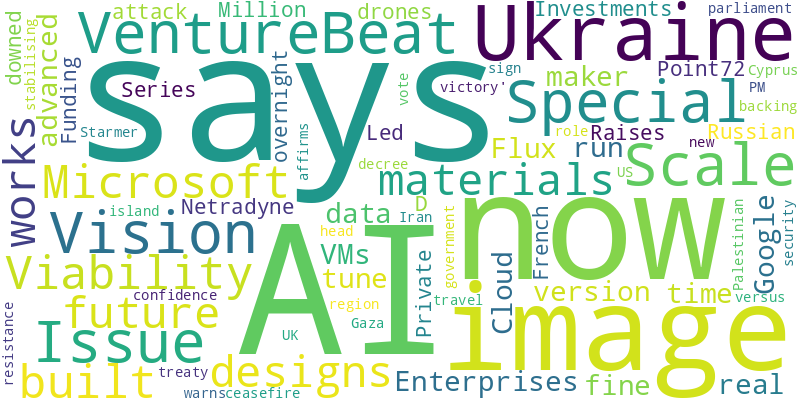 attack
Million
drones
Investments
parliament
downed
stabilising
advanced
VentureBeat
Ukraine
says
Funding
overnight
sign
Point72
Cyprus
PM
Series
vote
victory'
maker
backing
Special
works
Starmer
affirms
Led
role
Raises
Russian
decree
Flux
run
new
Microsoft
materials
US
Scale
island
Netradyne
data
D
Iran
now
Vision
AI
head
VMs
government
Private
Cloud
French
Google
Palestinian
security
Viability
tune
confidence
region
travel
version
time
versus
future
Gaza
image
resistance
Issue
UK
built
treaty
designs
Enterprises
fine
real
warns
ceasefire